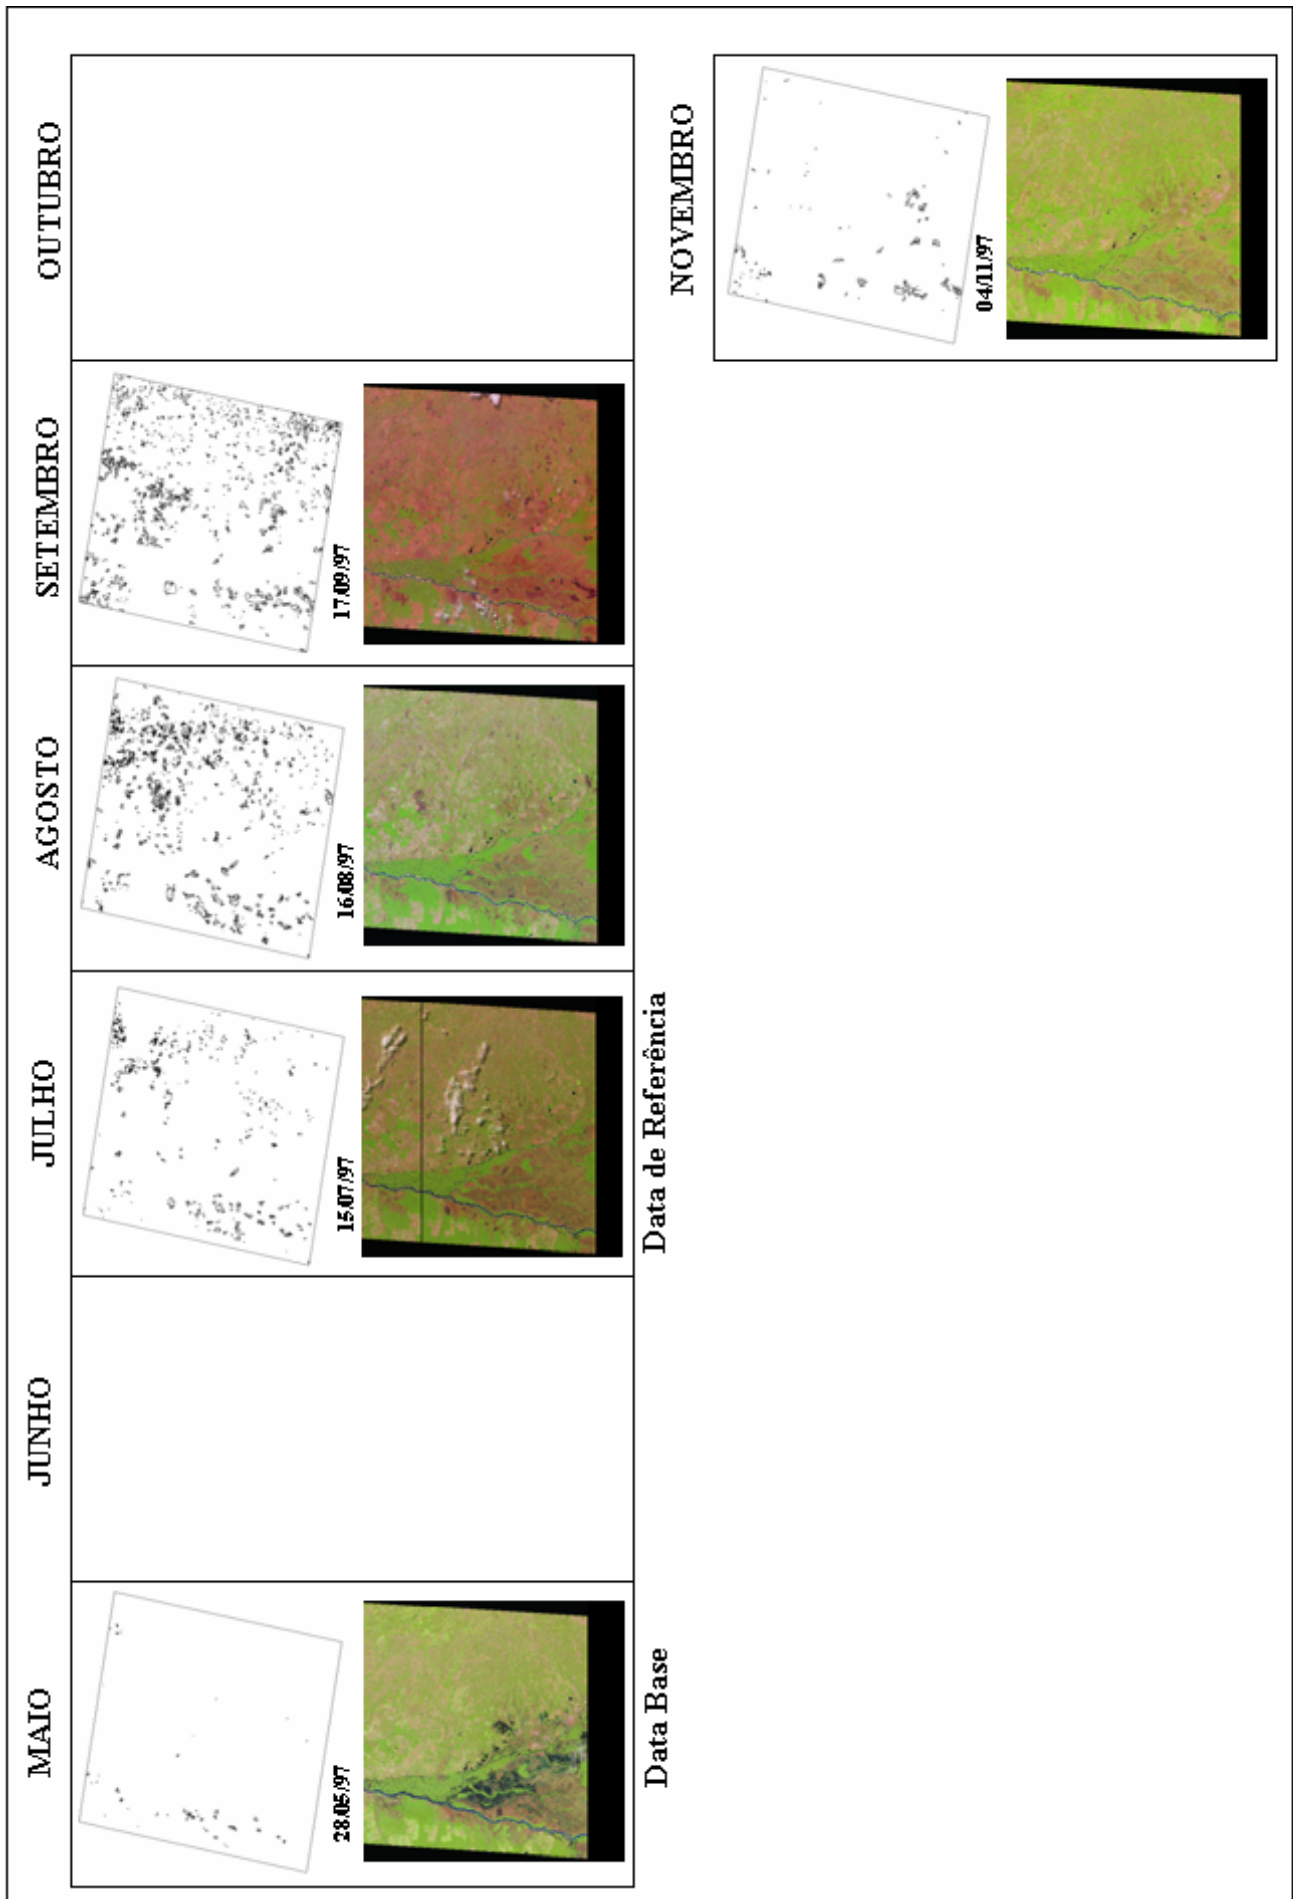 MAIO
JUNHO
JULHO
AGOSTO
SETEMBRO
OUTUBRO
28/05/97
15/07/97
16/08/97
17/09/97
Data Base
Data de Referência
NOVEMBRO
04/11/97